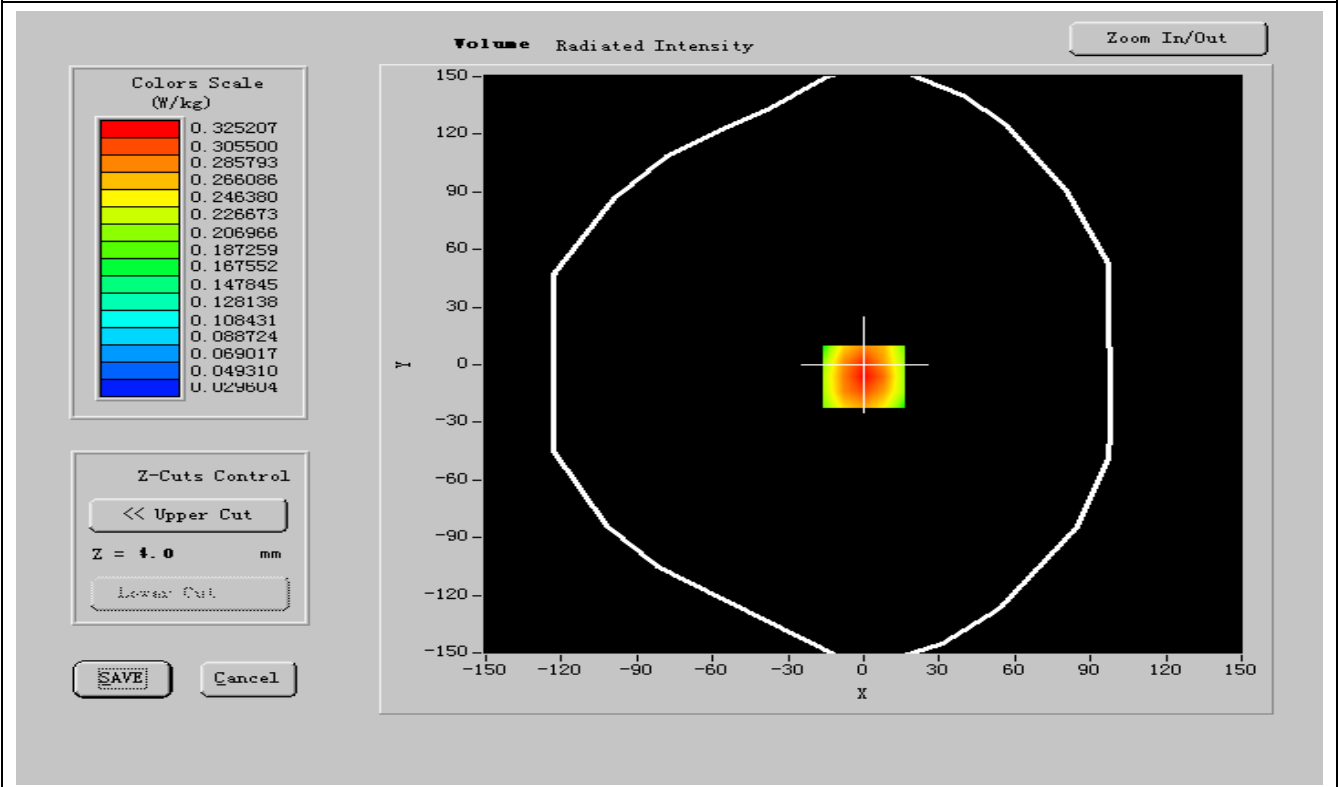 Volume Radiated Intensity
Zoom In/Out
Colors Scale
(W/kg)
0.325207
0.305500
0.285793
0.266086
0.246380
0.226673
0.206966
0.187259
0.167552
0.147845
0.128138
0.108431
0.088724
0.069017
0.049310
0.029604
Z-Cuts Control
<< Upper Cut
Z = 4.0 mm
Lower Cut
SAVE
Cancel
150
120
90
60
30
0
-30
-60
-90
-120
-150
Y
-150 -120 -90 -60 -30 0 30 60 90 120 150
X